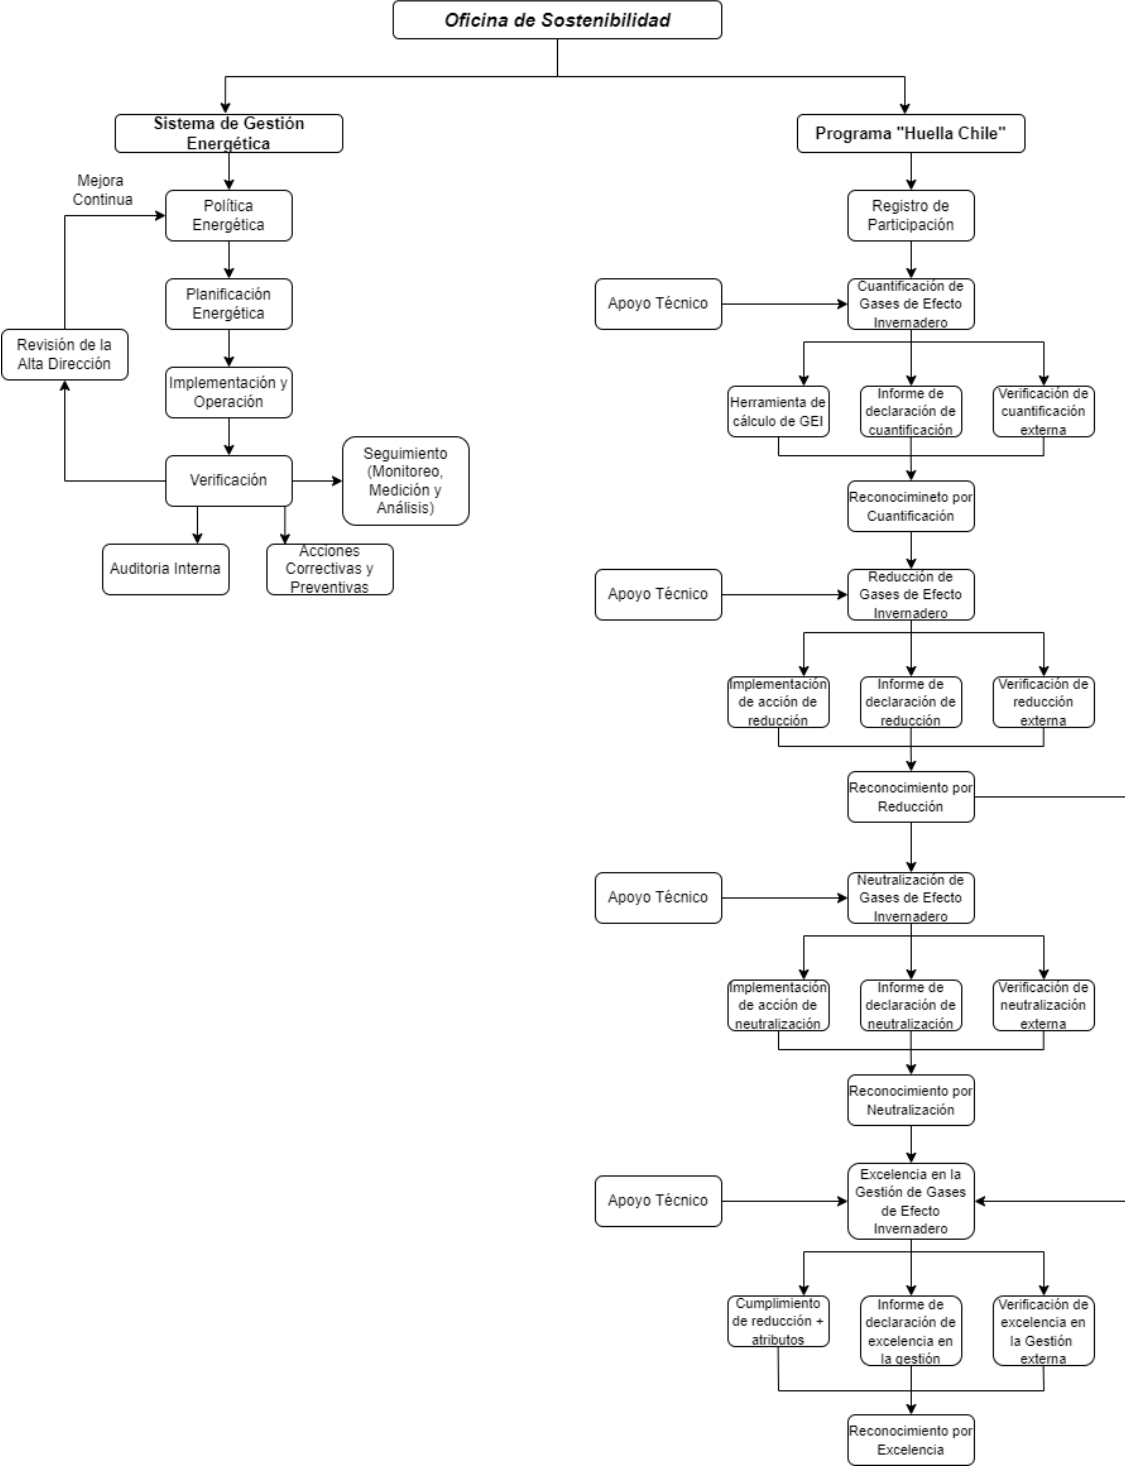 Oficina de Sostenibilidad
Sistema de Gestión
Energética
Mejora
Continua
Política
Energética
Planificación
Energética
Revisión de la
Alta Dirección
Implementación y
Operación
Verificación
Seguimiento
(Monitoreo,
Medición y
Análisis)
Auditoria Interna
Acciones
Correctivas y
Preventivas
Programa "Huella Chile"
Registro de
Participación
Apoyo Técnico
Cuantificación de
Gases de Efecto
Invernadero
Herramienta de
cálculo de GEI
Informe de
declaración de
cuantificación
Verificación de
cuantificación
externa
Reconocimineto por
Cuantificación
Apoyo Técnico
Reducción de
Gases de Efecto
Invernadero
Implementación
de acción de
reducción
Informe de
declaración de
reducción
Verificación de
reducción
externa
Reconocimiento por
Reducción
Apoyo Técnico
Neutralización de
Gases de Efecto
Invernadero
Implementación
de acción de
neutralización
Informe de
declaración de
neutralización
Verificación de
neutralización
externa
Reconocimiento por
Neutralización
Apoyo Técnico
Excelencia en la
Gestión de Gases
de Efecto
Invernadero
Cumplimiento
de reducción +
atributos
Informe de
declaración de
excelencia en
la gestión
Verificación de
excelencia en
la Gestión
externa
Reconocimiento por
Excelencia